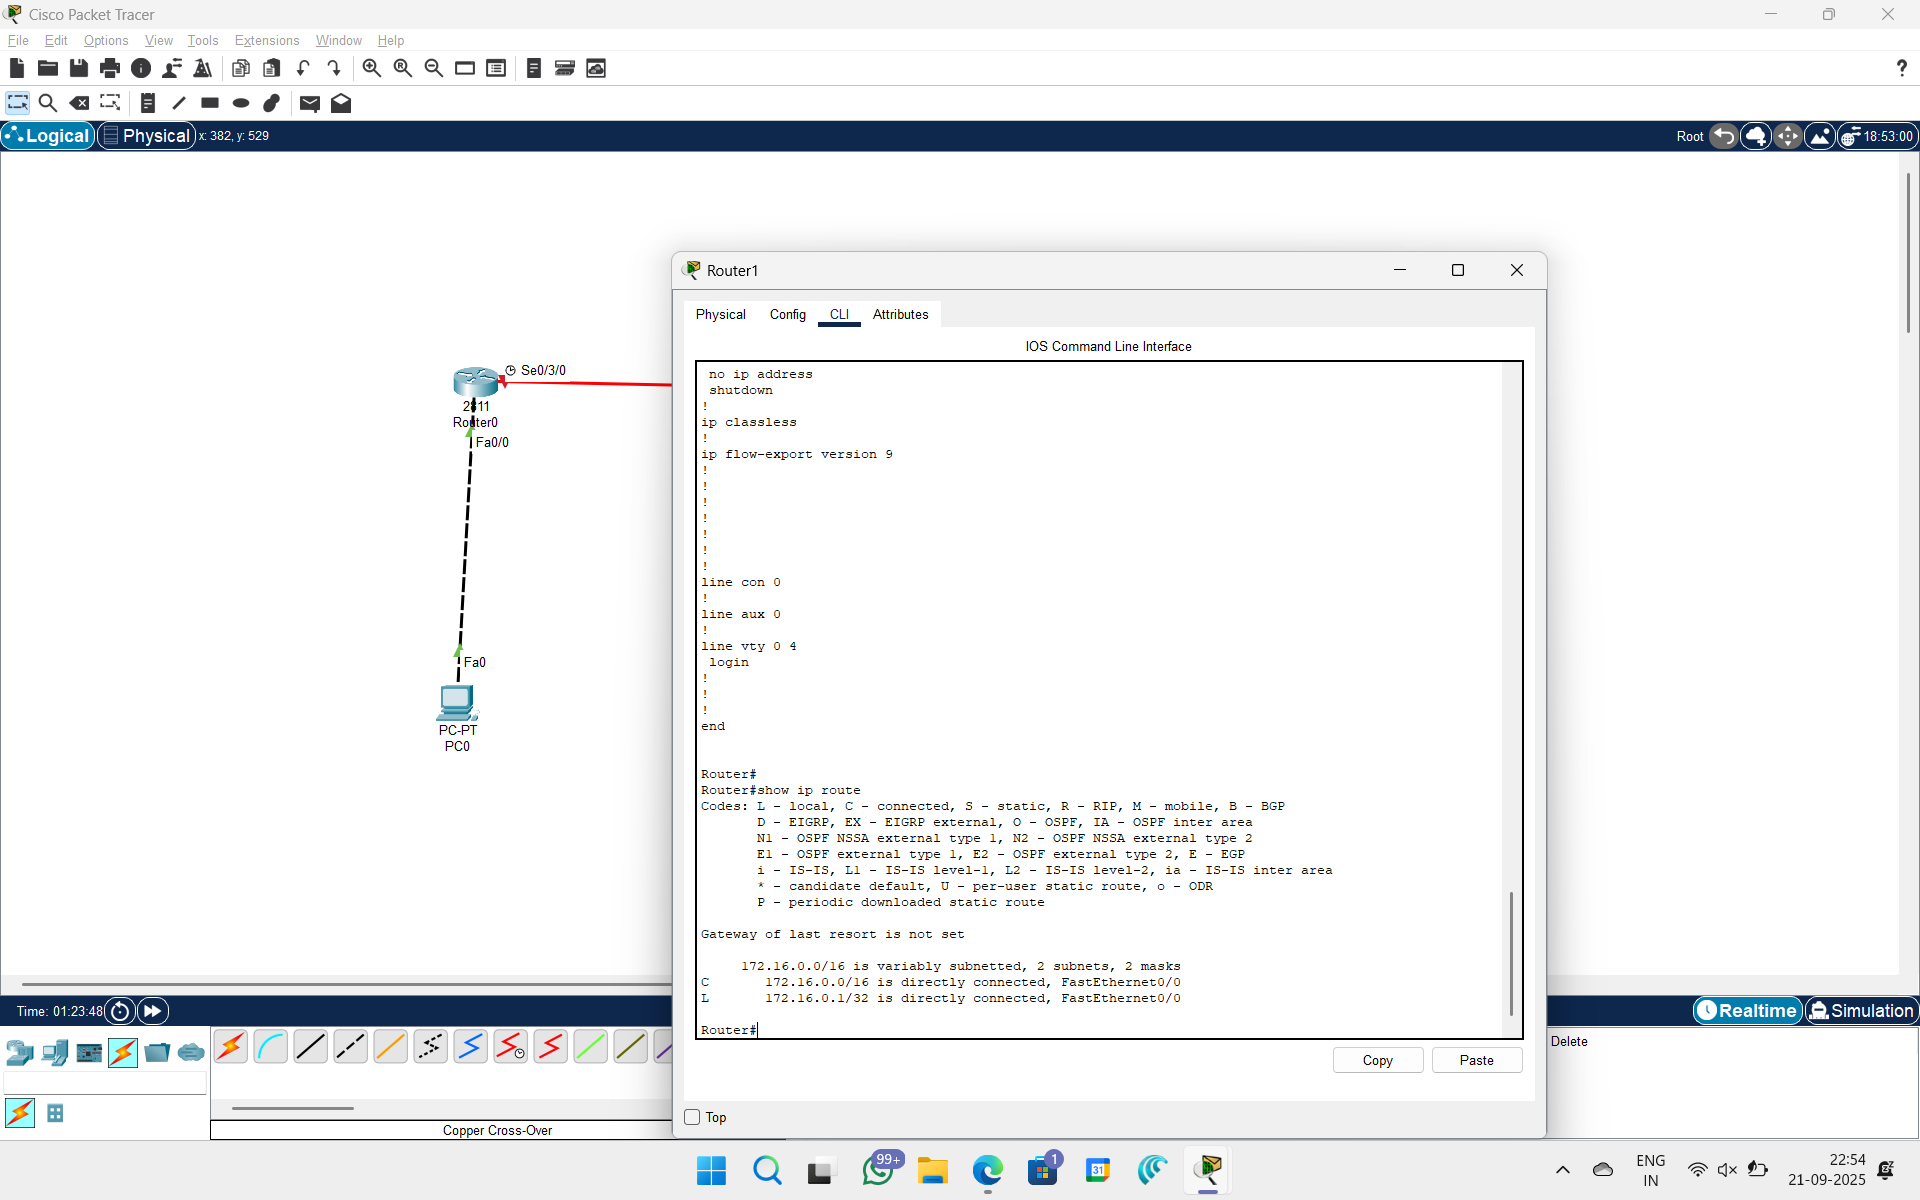 Cisco Packet Tracer
File Edit Options View Tools Extensions Window Help
?
Logical Physical x: 382, y: 529 Root 18:53:00
Se0/3/0
2811
Router0
Fa0/0
Fa0
PC-PT
PC0
Router1
Physical Config CLI Attributes
IOS Command Line Interface
no ip address
shutdown
!
ip classless
!
ip flow-export version 9
!
!
!
!
!
!
!
line con 0
!
line aux 0
!
line vty 0 4
login
!
!
!
end
Router#
Router#show ip route
Codes: L - local, C - connected, S - static, R - RIP, M - mobile, B - BGP
D - EIGRP, EX - EIGRP external, O - OSPF, IA - OSPF inter area
N1 - OSPF NSSA external type 1, N2 - OSPF NSSA external type 2
E1 - OSPF external type 1, E2 - OSPF external type 2, E - EGP
i - IS-IS, L1 - IS-IS level-1, L2 - IS-IS level-2, ia - IS-IS inter area
* - candidate default, U - per-user static route, o - ODR
P - periodic downloaded static route
Gateway of last resort is not set
172.16.0.0/16 is variably subnetted, 2 subnets, 2 masks
C 172.16.0.0/16 is directly connected, FastEthernet0/0
L 172.16.0.1/32 is directly connected, FastEthernet0/0
Router#
Copy Paste
Top
Time: 01:23:48 Realtime Simulation
Delete
Copper Cross-Over
99+ 1 31
ENG
IN
22:54
21-09-2025